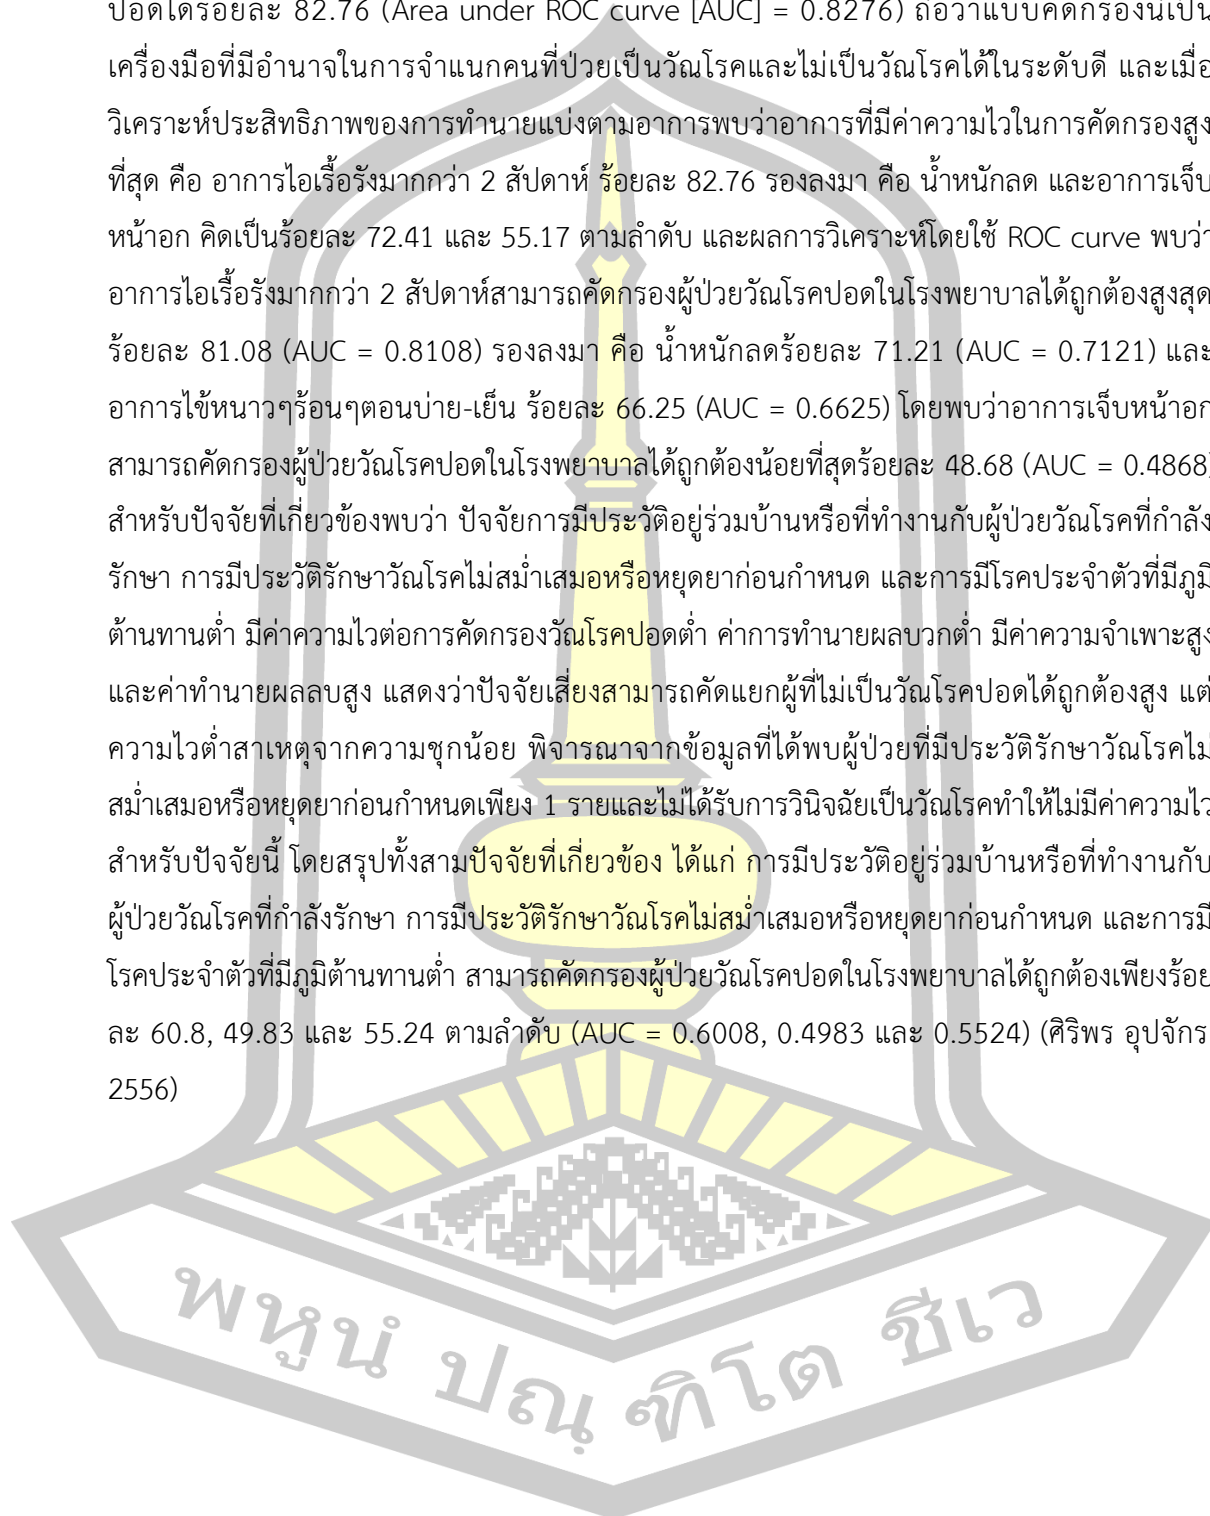 ปอดได้ร้อยละ 82.76 (Area under ROC curve [AUC] = 0.8276) ถือว่าแบบคัดกรองนี้เป็น
เครื่องมือที่มีอำนาจในการจำแนกคนที่ป่วยเป็นวัณโรคและไม่เป็นวัณโรคได้ในระดับดี และเมื่อ
วิเคราะห์ประสิทธิภาพของการทำนายแบ่งตามอาการพบว่าอาการที่มีค่าความไวในการคัดกรองสูง
ที่สุด คือ อาการไอเรื้อรังมากกว่า 2 สัปดาห์ ร้อยละ 82.76 รองลงมา คือ น้ำหนักลด และอาการเจ็บ
หน้าอก คิดเป็นร้อยละ 72.41 และ 55.17 ตามลำดับ และผลการวิเคราะห์โดยใช้ ROC curve พบว่า
อาการไอเรื้อรังมากกว่า 2 สัปดาห์สามารถคัดกรองผู้ป่วยวัณโรคปอดในโรงพยาบาลได้ถูกต้องสูงสุด
ร้อยละ 81.08 (AUC = 0.8108) รองลงมา คือ น้ำหนักลดร้อยละ 71.21 (AUC = 0.7121) และ
อาการไข้หนาวๆร้อนๆตอนบ่าย-เย็น ร้อยละ 66.25 (AUC = 0.6625) โดยพบว่าอาการเจ็บหน้าอก
สามารถคัดกรองผู้ป่วยวัณโรคปอดในโรงพยาบาลได้ถูกต้องน้อยที่สุดร้อยละ 48.68 (AUC = 0.4868)
สำหรับปัจจัยที่เกี่ยวข้องพบว่า ปัจจัยการมีประวัติอยู่ร่วมบ้านหรือที่ทำงานกับผู้ป่วยวัณโรคที่กำลัง
รักษา การมีประวัติรักษาวัณโรคไม่สม่ำเสมอหรือหยุดยาก่อนกำหนด และการมีโรคประจำตัวที่มีภูมิ
ต้านทานต่ำ มีค่าความไวต่อการคัดกรองวัณโรคปอดต่ำ ค่าการทำนายผลบวกต่ำ มีค่าความจำเพาะสูง
และค่าทำนายผลลบสูง แสดงว่าปัจจัยเสี่ยงสามารถคัดแยกผู้ที่ไม่เป็นวัณโรคปอดได้ถูกต้องสูง แต่
ความไวต่ำสาเหตุจากความชุกน้อย พิจารณาจากข้อมูลที่ได้พบผู้ป่วยที่มีประวัติรักษาวัณโรคไม่
สม่ำเสมอหรือหยุดยาก่อนกำหนดเพียง 1 รายและไม่ได้รับการวินิจฉัยเป็นวัณโรคทำให้ไม่มีค่าความไว
สำหรับปัจจัยนี้ โดยสรุปทั้งสามปัจจัยที่เกี่ยวข้อง ได้แก่ การมีประวัติอยู่ร่วมบ้านหรือที่ทำงานกับ
ผู้ป่วยวัณโรคที่กำลังรักษา การมีประวัติรักษาวัณโรคไม่สม่ำเสมอหรือหยุดยาก่อนกำหนด และการมี
โรคประจำตัวที่มีภูมิต้านทานต่ำ สามารถคัดกรองผู้ป่วยวัณโรคปอดในโรงพยาบาลได้ถูกต้องเพียงร้อย
ละ 60.8, 49.83 และ 55.24 ตามลำดับ (AUC = 0.6008, 0.4983 และ 0.5524) (ศิริพร อุปจักร
2556)
พหูนํ ปณฺฑิโต ชีเว